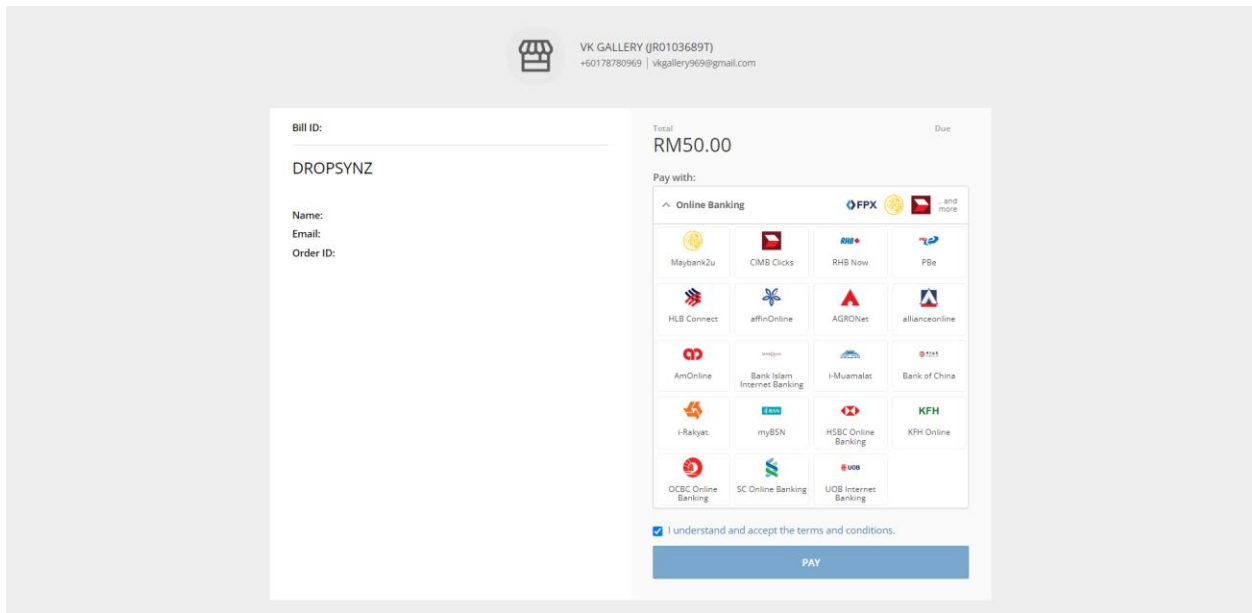 VK GALLERY (JR0103689T)
+60178780969 | vkgallery969@gmail.com
Bill ID:
DROPSYNZ
Name:
Email:
Order ID:
Total
Due
RM50.00
Pay with:
Online Banking
FPX
.. and
more
Maybank2u
CIMB Clicks
RHB
RHB Now
PBe
HLB Connect
affinOnline
AGRONet
allianceonline
AmOnline
Bank Islam
Internet Banking
i-Muamalat
Bank of China
i-Rakyat
BSN
myBSN
HSBC Online
Banking
KFH
KFH Online
OCBC Online
Banking
SC Online Banking
UOB
UOB Internet
Banking
I understand and accept the terms and conditions.
PAY